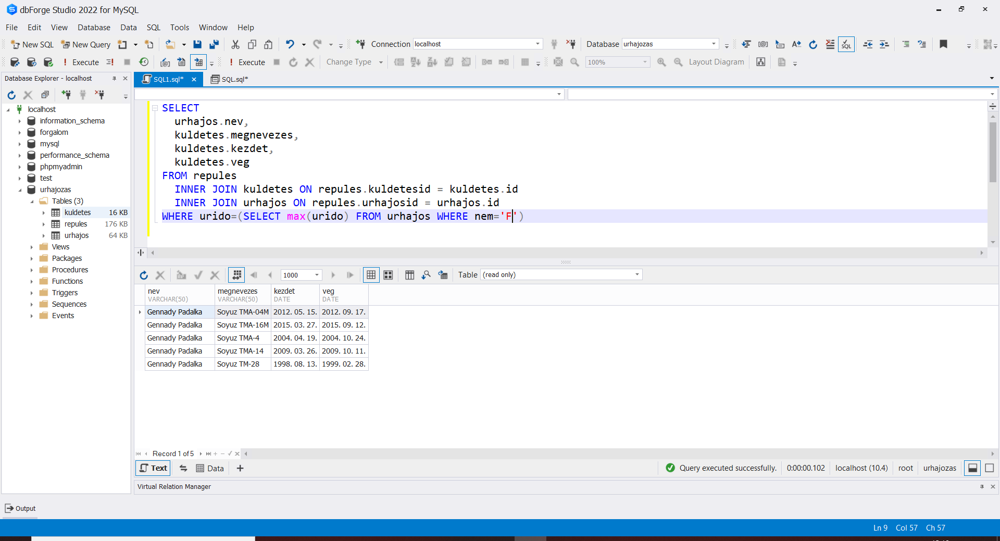 dbForge Studio 2022 for MySQL
File Edit View Database Data SQL Tools Window Help
New SQL New Query Connection localhost Database urhajozas
Execute Execute Change Type 100% Layout Diagram
Database Explorer - localhost
SQL1.sql* SQL.sql*
localhost
information_schema
forgalom
mysql
performance_schema
phpmyadmin
test
urhajozas
Tables (3)
kuldetes 16 KB
repules 176 KB
urhajos 64 KB
Views
Packages
Procedures
Functions
Triggers
Sequences
Events
SELECT
urhajos.nev,
kuldetes.megnevezes,
kuldetes.kezdet,
kuldetes.veg
FROM repules
INNER JOIN kuldetes ON repules.kuldetesid = kuldetes.id
INNER JOIN urhajos ON repules.urhajosid = urhajos.id
WHERE urido=(SELECT max(urido) FROM urhajos WHERE nem='F')
1000 Table (read only)
nev megnevezes kezdet veg
VARCHAR(50) VARCHAR(50) DATE DATE
Gennady Padalka Soyuz TMA-04M 2012. 05. 15. 2012. 09. 17.
Gennady Padalka Soyuz TMA-16M 2015. 03. 27. 2015. 09. 12.
Gennady Padalka Soyuz TMA-4 2004. 04. 19. 2004. 10. 24.
Gennady Padalka Soyuz TMA-14 2009. 03. 26. 2009. 10. 11.
Gennady Padalka Soyuz TM-28 1998. 08. 13. 1999. 02. 28.
Record 1 of 5
Text Data Query executed successfully. 0:00:00.102 localhost (10.4) root urhajozas
Virtual Relation Manager
Output
Ln 9 Col 57 Ch 57